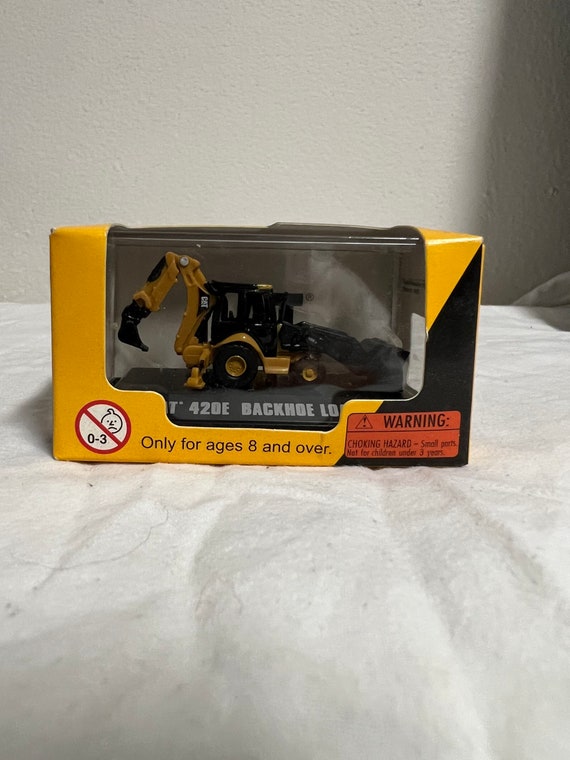 CAT
®
T® 420E BACKHOE LO
0-3
Only for ages 8 and over.
WARNING:
CHOKING HAZARD – Small parts.
Not for children under 3 years.